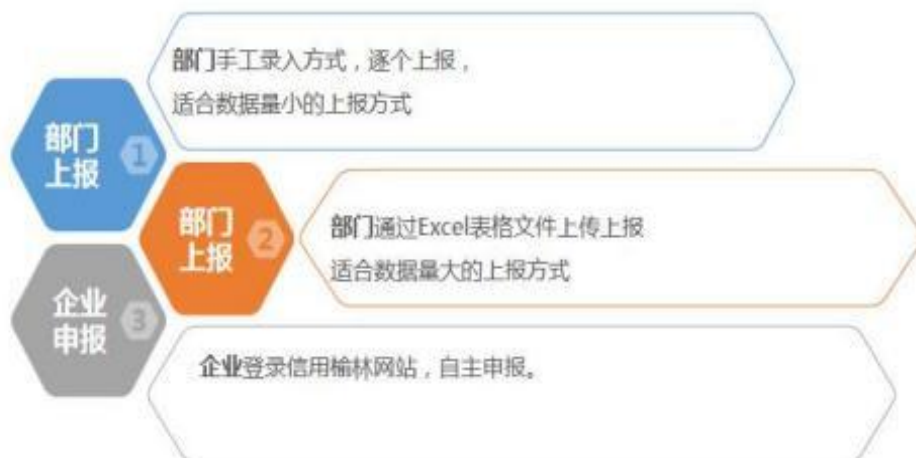 部门
上报
1
部门手工录入方式，逐个上报，
适合数据量小的上报方式
部门
上报
2
部门通过Excel表格文件上传上报
适合数据量大的上报方式
企业
申报
3
企业登录信用榆林网站，自主申报。